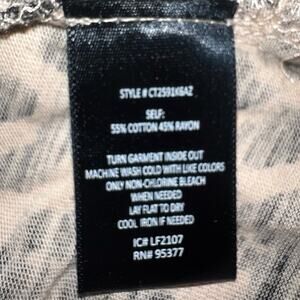 STYLE # CT2591K6AZ
SELF:
55% COTTON 45% RAYON
TURN GARMENT INSIDE OUT
MACHINE WASH COLD WITH LIKE COLORS
ONLY NON-CHLORINE BLEACH
WHEN NEEDED
LAY FLAT TO DRY
COOL IRON IF NEEDED
IC# LF2107
RN# 95377